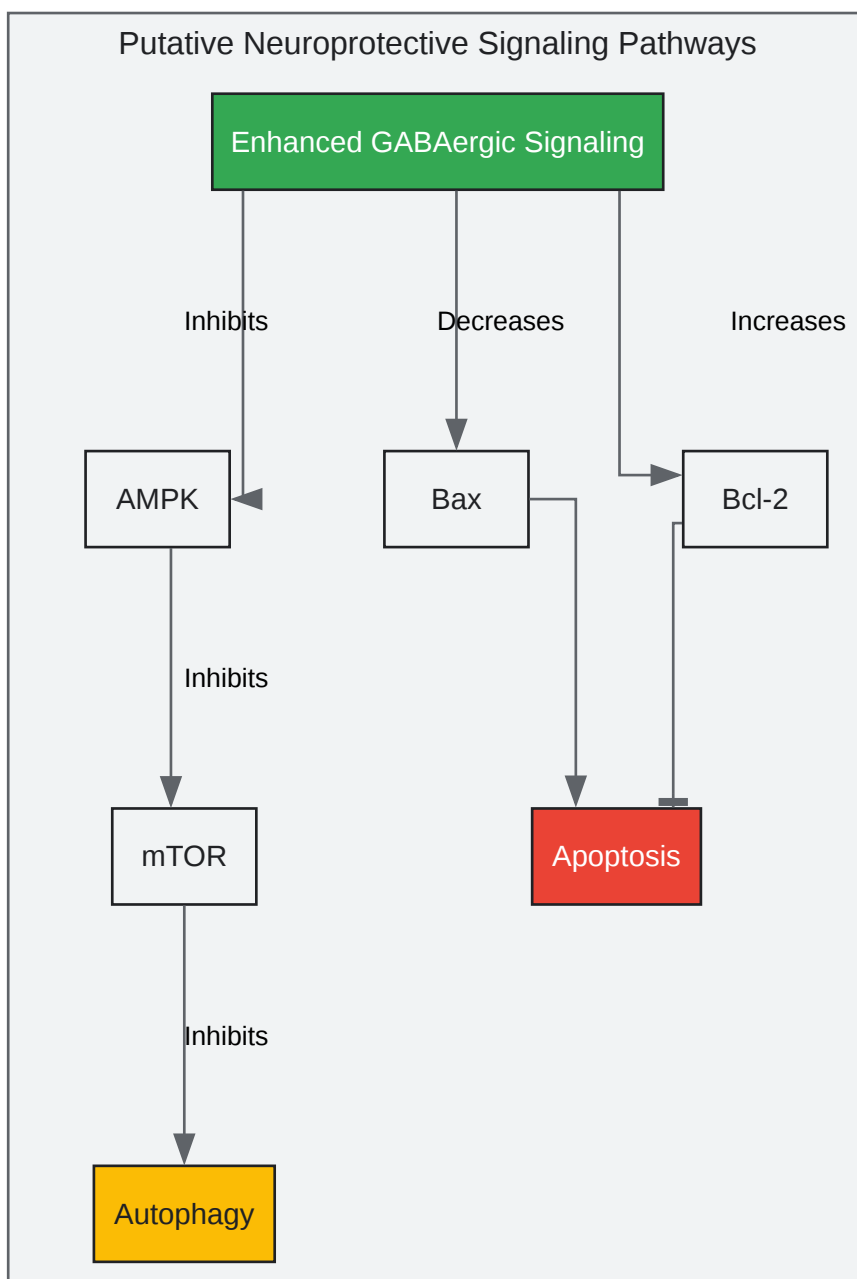 Putative Neuroprotective Signaling Pathways
Enhanced GABAergic Signaling
Inhibits
Decreases
Increases
AMPK
Bax
Bcl-2
Inhibits
mTOR
Apoptosis
Inhibits
Autophagy